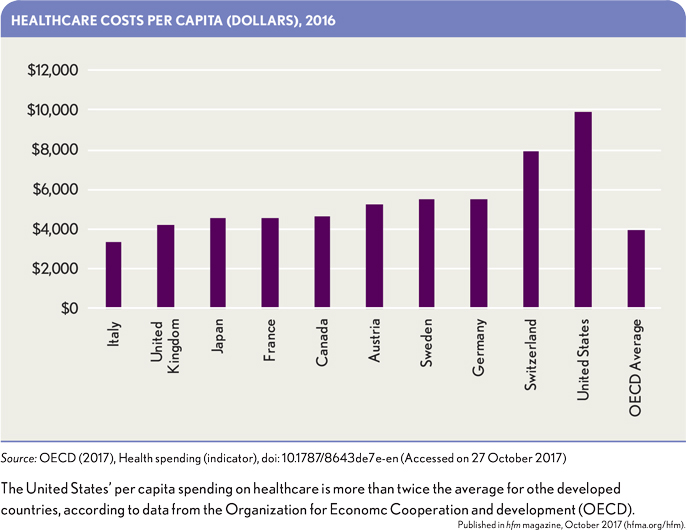 HEALTHCARE COSTS PER CAPITA (DOLLARS), 2016
$12,000
$10,000
$8,000
$6,000
$4,000
$2,000
$0
Italy
United
Kingdom
Japan
France
Canada
Austria
Sweden
Germany
Switzerland
United States
OECD Average
Source: OECD (2017), Health spending (indicator), doi: 10.1787/8643de7e-en (Accessed on 27 October 2017)
The United States’ per capita spending on healthcare is more than twice the average for othe developed
countries, according to data from the Organization for Economc Cooperation and development (OECD).
Published in hfm magazine, October 2017 (hfma.org/hfm).